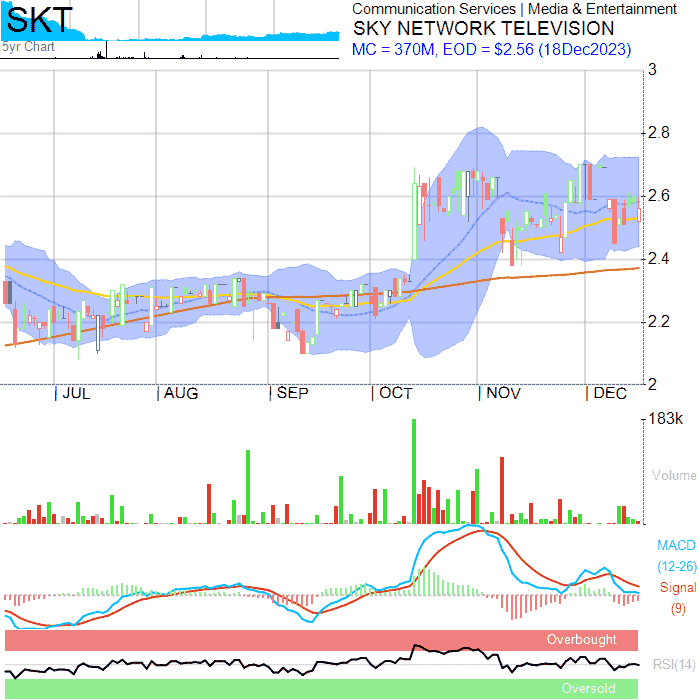 SKT
5yr Chart
Communication Services | Media & Entertainment
SKY NETWORK TELEVISION
MC = 370M, EOD = $2.56 (18Dec2023)
3
2.8
2.6
2.4
2.2
2
| JUL | AUG | SEP | OCT | NOV | DEC
183k
Volume
MACD
(12-26)
Signal
(9)
Overbought
RSI(14)
Oversold